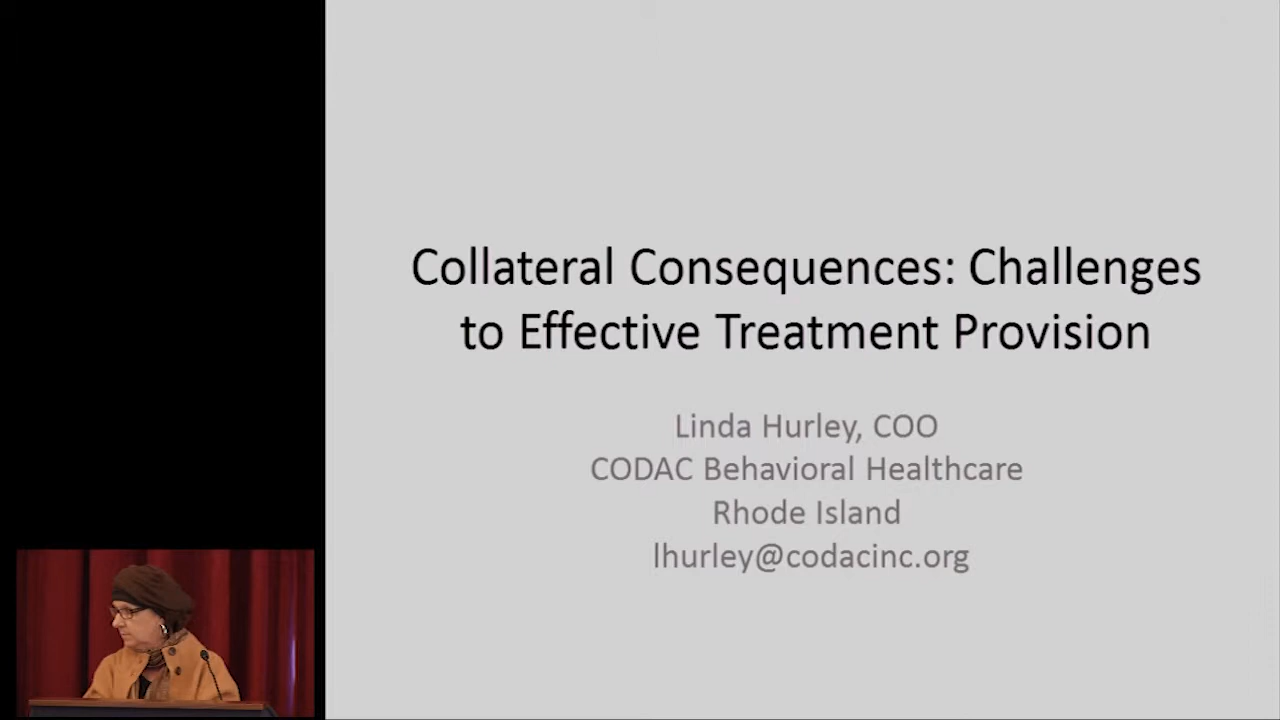 Collateral Consequences: Challenges
to Effective Treatment Provision
Linda Hurley, COO
CODAC Behavioral Healthcare
Rhode Island
lhurley@codacinc.org